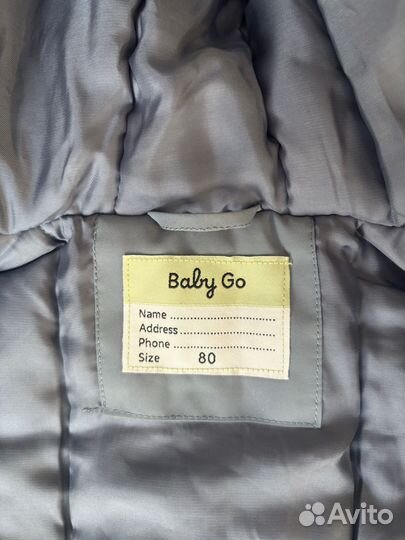 Baby Go
Name ........................
Address ......................
Phone ........................
Size 80
Avito